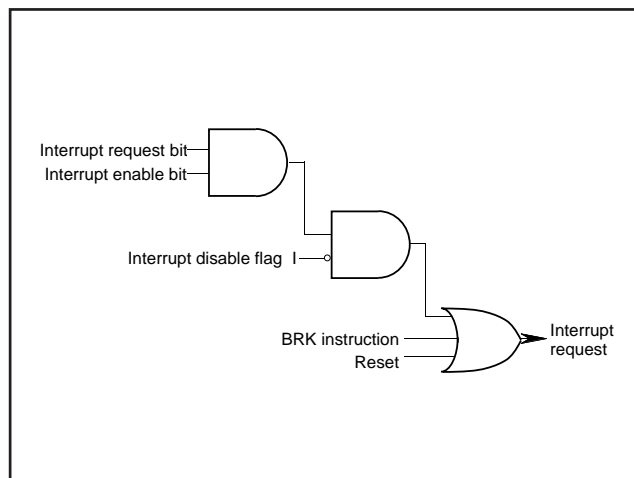 Interrupt request bit
Interrupt enable bit
Interrupt disable flag I
BRK instruction
Reset
Interrupt
request